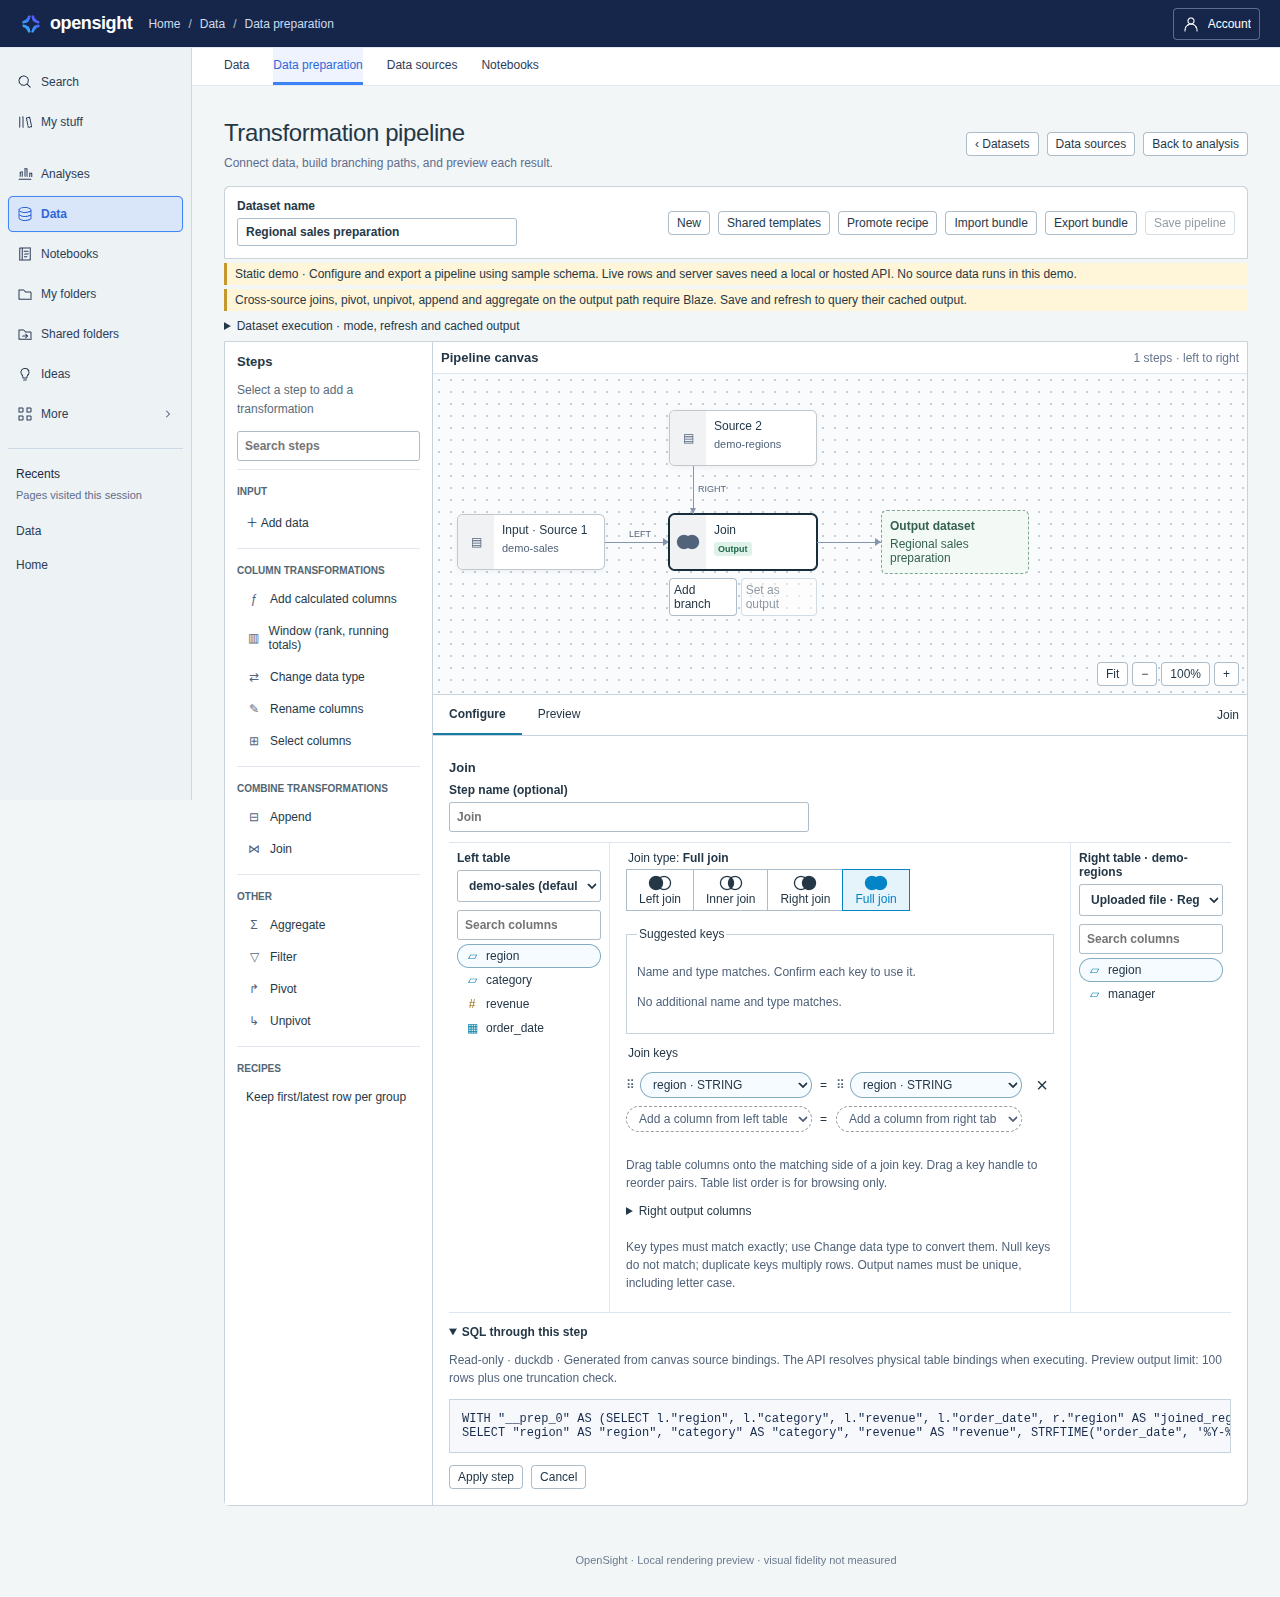 opensight
Home / Data / Data preparation
Account
Search
My stuff
Analyses
Data
Notebooks
My folders
Shared folders
Ideas
More
Recents
Pages visited this session
Data
Home
Data
Data preparation
Data sources
Notebooks
Transformation pipeline
Connect data, build branching paths, and preview each result.
‹ Datasets
Data sources
Back to analysis
Dataset name
Regional sales preparation
New
Shared templates
Promote recipe
Import bundle
Export bundle
Save pipeline
Static demo · Configure and export a pipeline using sample schema. Live rows and server saves need a local or hosted API. No source data runs in this demo.
Cross-source joins, pivot, unpivot, append and aggregate on the output path require Blaze. Save and refresh to query their cached output.
Dataset execution · mode, refresh and cached output
Steps
Select a step to add a
transformation
Search steps
INPUT
+ Add data
COLUMN TRANSFORMATIONS
ƒ Add calculated columns
Window (rank, running
totals)
Change data type
Rename columns
Select columns
COMBINE TRANSFORMATIONS
Append
Join
OTHER
Σ Aggregate
Filter
Pivot
Unpivot
RECIPES
Keep first/latest row per group
Pipeline canvas
1 steps · left to right
Source 2
demo-regions
RIGHT
Input · Source 1
demo-sales
LEFT
Join
Output
Output dataset
Regional sales
preparation
Add
branch
Set as
output
Fit
−
100%
+
Configure
Preview
Join
Join
Step name (optional)
Join
Left table
demo-sales (defaul
Search columns
region
category
# revenue
order_date
Join type: Full join
Left join
Inner join
Right join
Full join
Suggested keys
Name and type matches. Confirm each key to use it.
No additional name and type matches.
Join keys
region · STRING = region · STRING ×
Add a column from left table = Add a column from right tab
Drag table columns onto the matching side of a join key. Drag a key handle to
reorder pairs. Table list order is for browsing only.
Right output columns
Key types must match exactly; use Change data type to convert them. Null keys
do not match; duplicate keys multiply rows. Output names must be unique,
including letter case.
Right table · demo-
regions
Uploaded file · Reg
Search columns
region
manager
SQL through this step
Read-only · duckdb · Generated from canvas source bindings. The API resolves physical table bindings when executing. Preview output limit: 100
rows plus one truncation check.
WITH "__prep_0" AS (SELECT l."region", l."category", l."revenue", l."order_date", r."region" AS "joined_reg
SELECT "region" AS "region", "category" AS "category", "revenue" AS "revenue", STRFTIME("order_date", '%Y-%
Apply step
Cancel
OpenSight · Local rendering preview · visual fidelity not measured